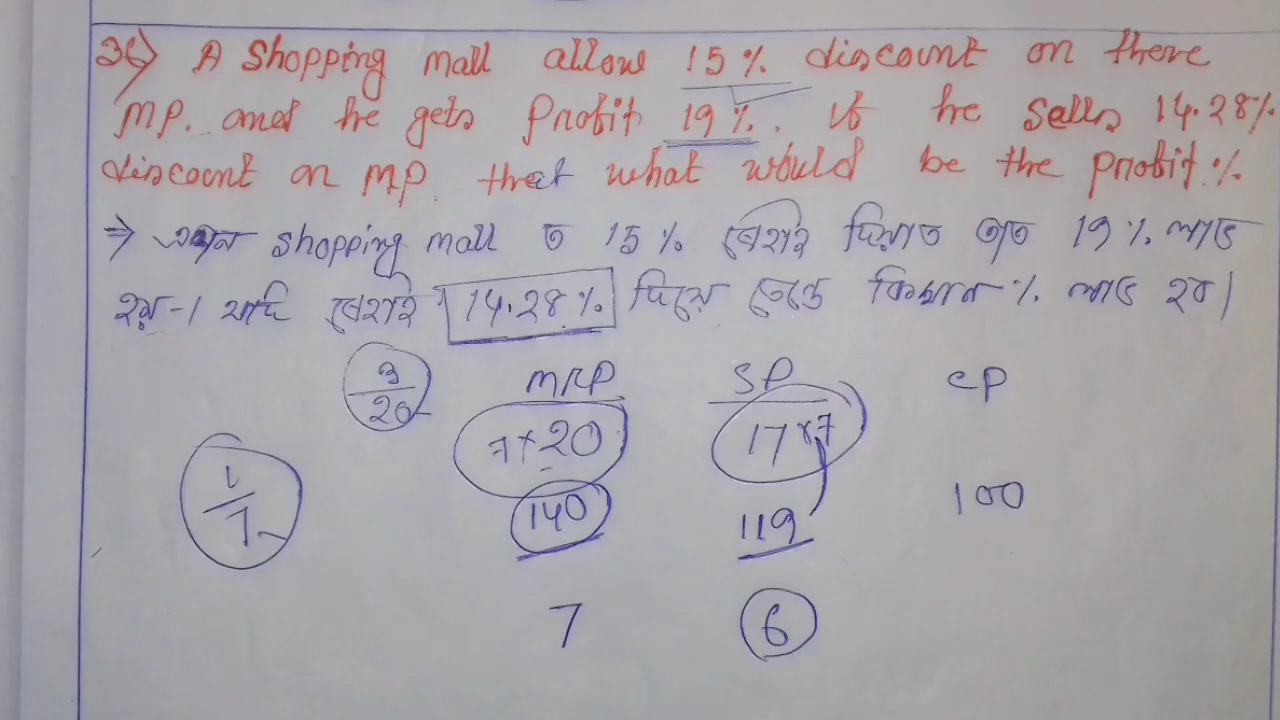 36) A Shopping mall allow 15% discount on there
MP. and he gets Profit 19%. if he sells 14.28%
discount on MP that what would be the profit %
⇒ shopping mall ত 15% ৰেহাই দিয়াত তাত 19% লাভ
হয়-। যদি ৰেহাই 14.28% দিয়ে তেন্তে কিমান % লাভ হব।
3/20 MRP SP CP
7×20 17×7
1/7 140 119 100
7 6